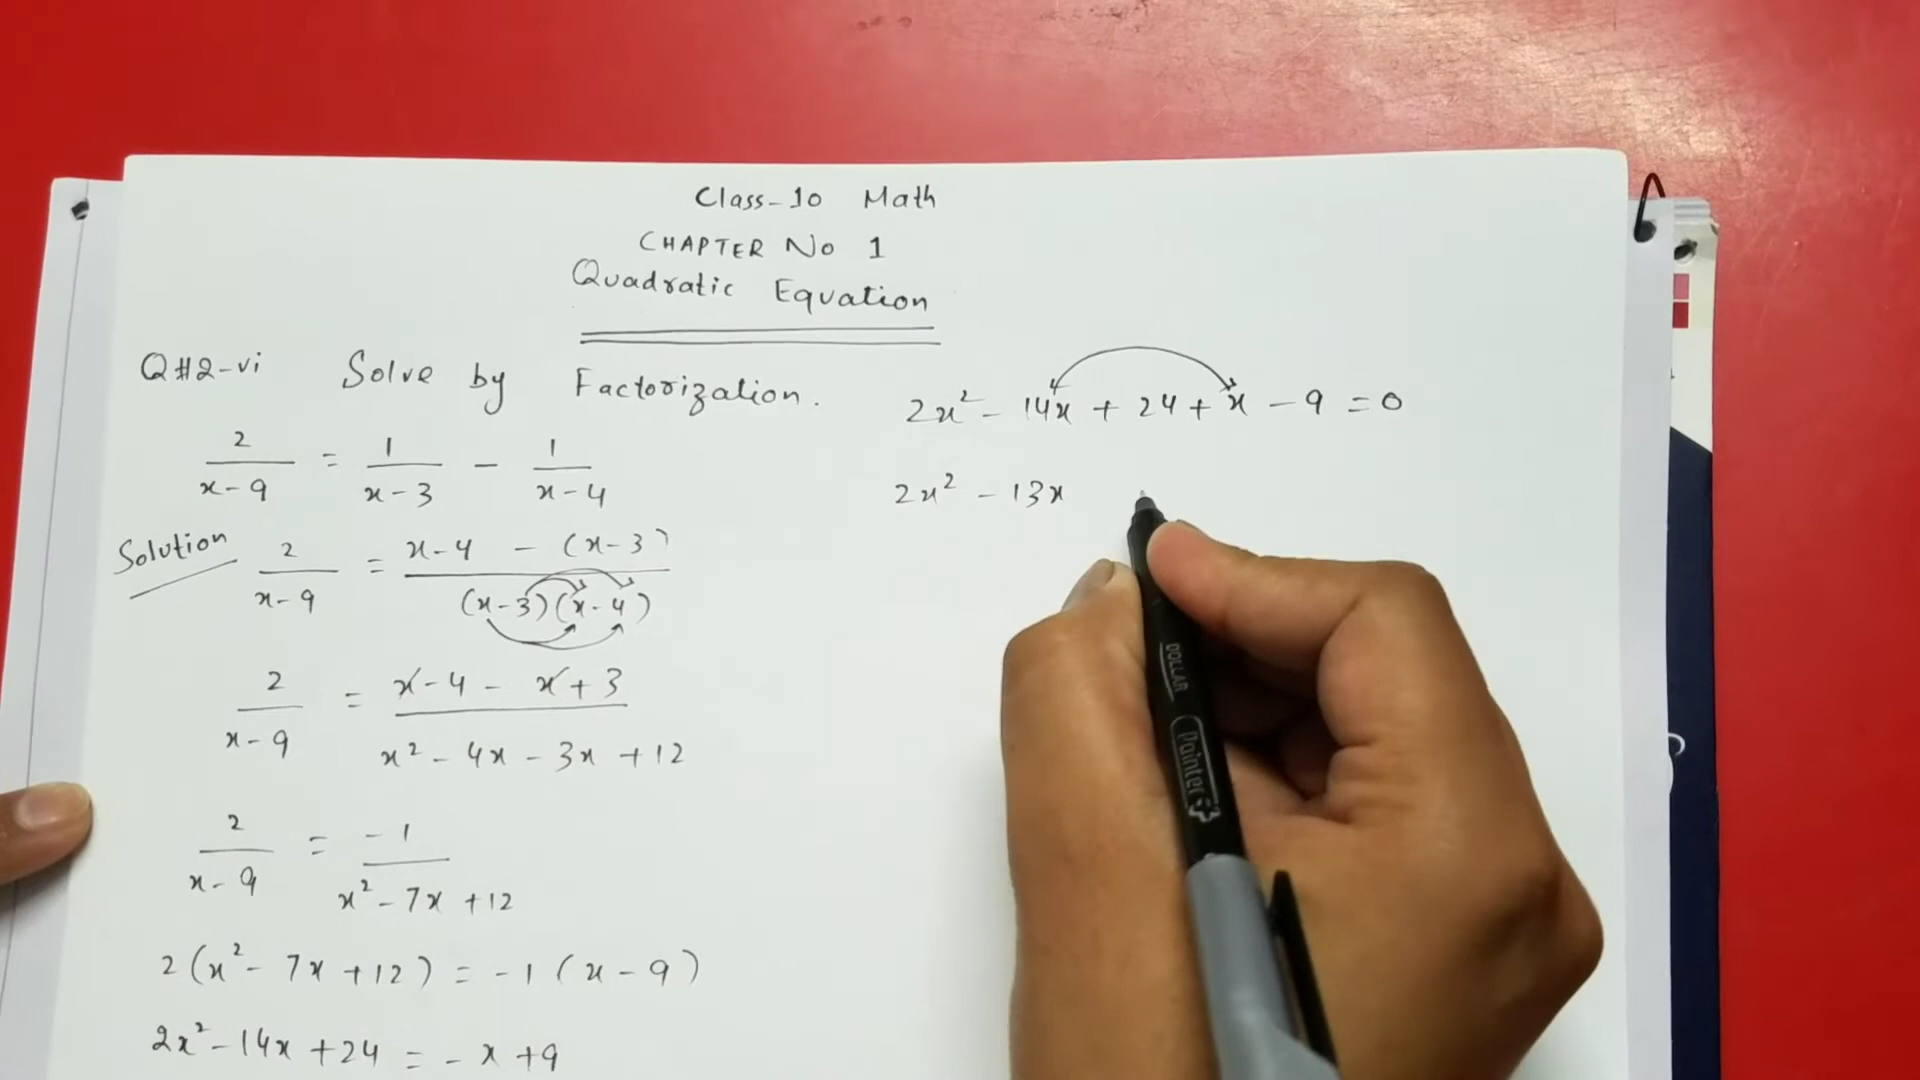 Class-10 Math
CHAPTER No 1
Quadratic Equation
Q#2-vi Solve by Factorization.
2/(x-9) = 1/(x-3) - 1/(x-4)
Solution 2/(x-9) = (x-4 - (x-3))/((x-3)(x-4))
2/(x-9) = (x-4 - x+3)/(x² - 4x - 3x + 12)
2/(x-9) = -1/(x² - 7x + 12)
2(x² - 7x + 12) = -1(x - 9)
2x² - 14x + 24 = - x + 9
2x² - 14x + 24 + x - 9 = 0
2x² - 13x
DOLLAR
Pointer